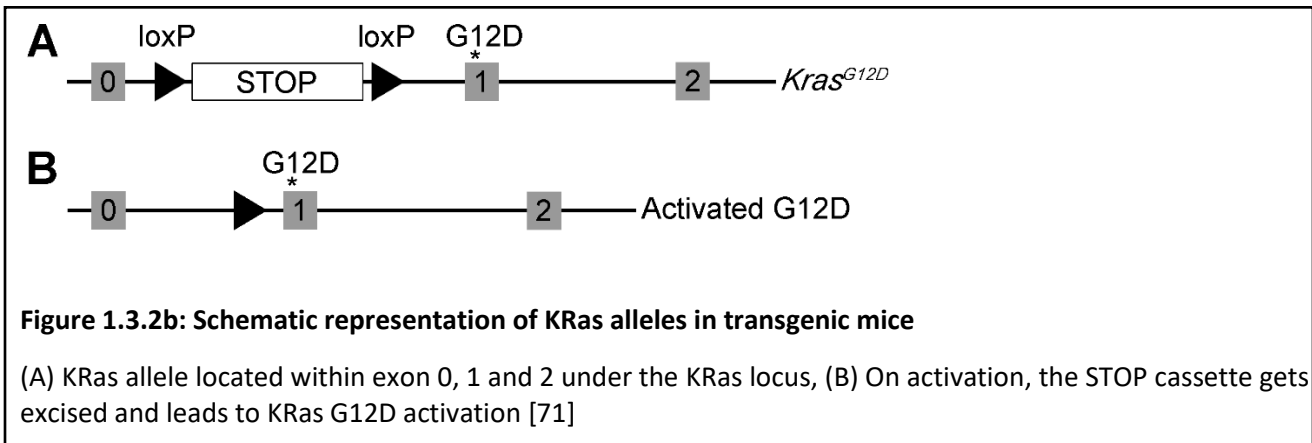 A loxP loxP G12D
*
0 STOP 1 2 Kras^G12D
B G12D
*
0 1 2 Activated G12D
Figure 1.3.2b: Schematic representation of KRas alleles in transgenic mice
(A) KRas allele located within exon 0, 1 and 2 under the KRas locus, (B) On activation, the STOP cassette gets
excised and leads to KRas G12D activation [71]